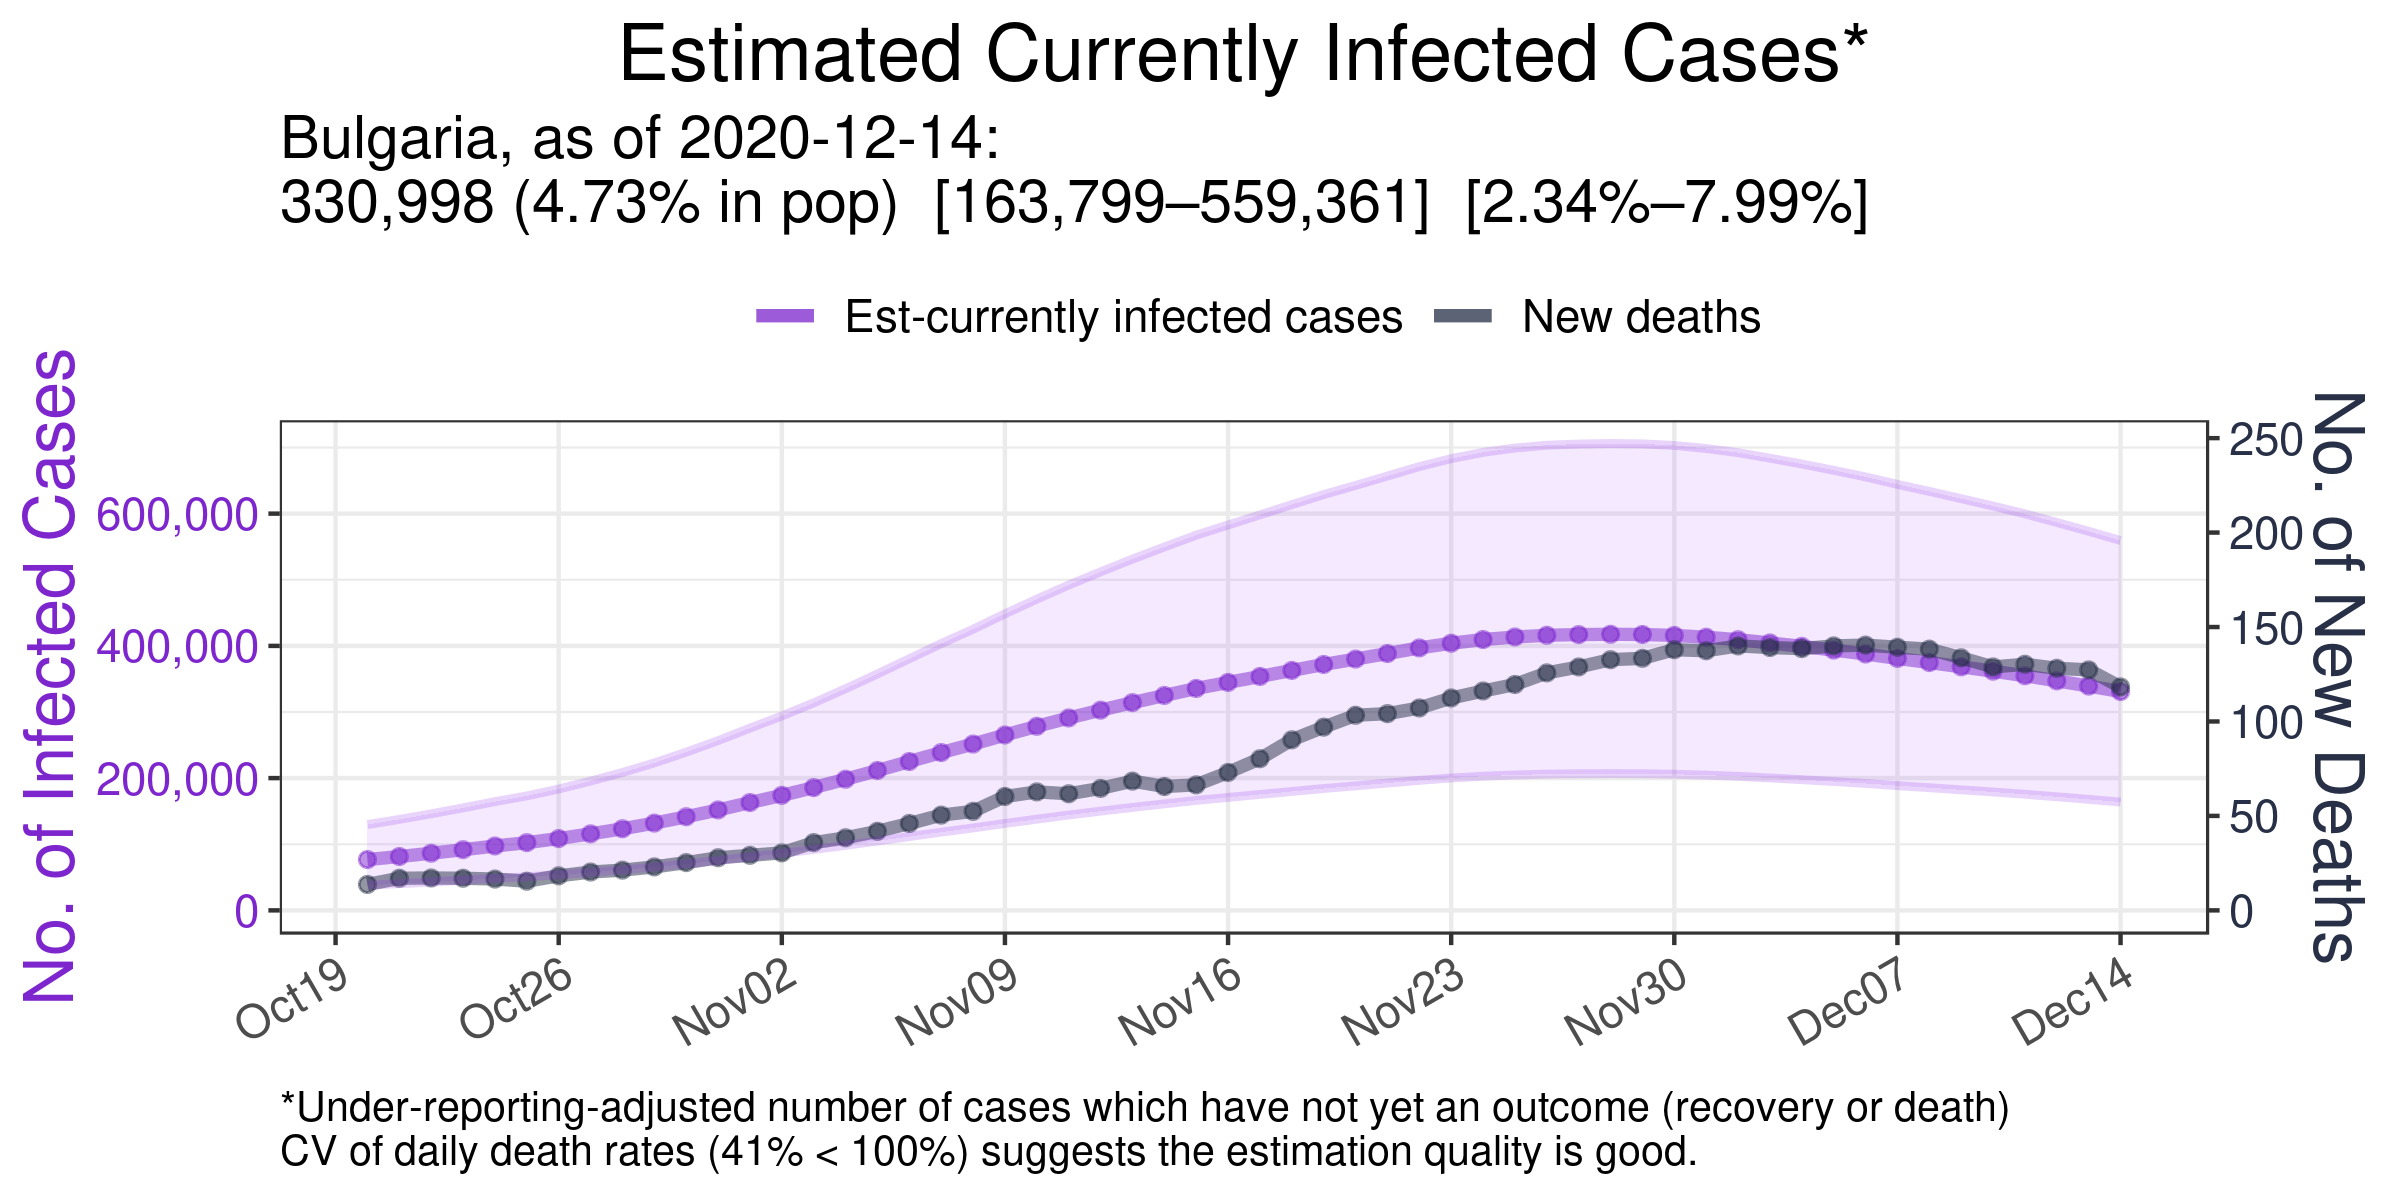 Estimated Currently Infected Cases*
Bulgaria, as of 2020-12-14:
330,998 (4.73% in pop)  [163,799–559,361]  [2.34%–7.99%]
Est-currently infected cases
New deaths
No. of Infected Cases
600,000
400,000
200,000
0
250
200
150
100
50
0
No. of New Deaths
Oct19
Oct26
Nov02
Nov09
Nov16
Nov23
Nov30
Dec07
Dec14
*Under-reporting-adjusted number of cases which have not yet an outcome (recovery or death)
CV of daily death rates (41% < 100%) suggests the estimation quality is good.